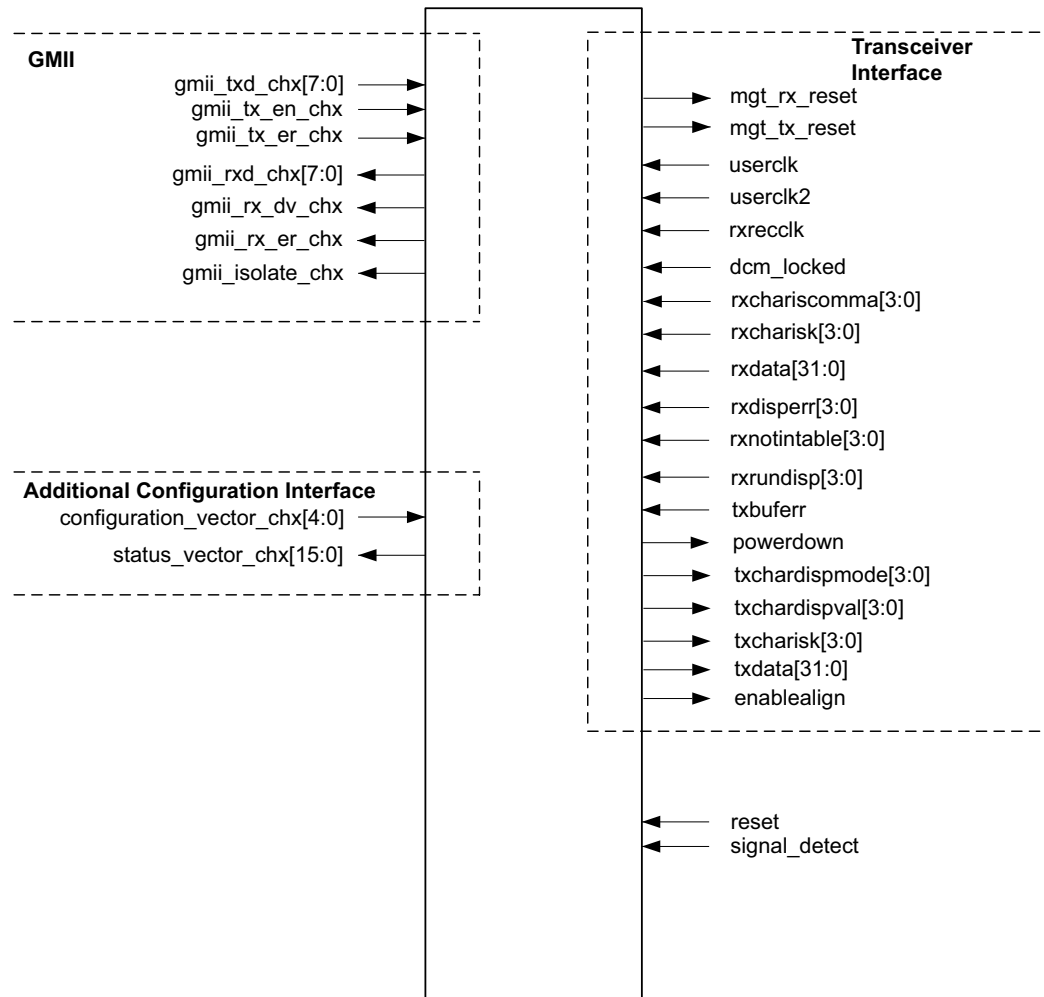 GMII
gmii_txd_chx[7:0]
gmii_tx_en_chx
gmii_tx_er_chx
gmii_rxd_chx[7:0]
gmii_rx_dv_chx
gmii_rx_er_chx
gmii_isolate_chx
Additional Configuration Interface
configuration_vector_chx[4:0]
status_vector_chx[15:0]
Transceiver
Interface
mgt_rx_reset
mgt_tx_reset
userclk
userclk2
rxrecclk
dcm_locked
rxchariscomma[3:0]
rxcharisk[3:0]
rxdata[31:0]
rxdisperr[3:0]
rxnotintable[3:0]
rxrundisp[3:0]
txbuferr
powerdown
txchardispmode[3:0]
txchardispval[3:0]
txcharisk[3:0]
txdata[31:0]
enablealign
reset
signal_detect